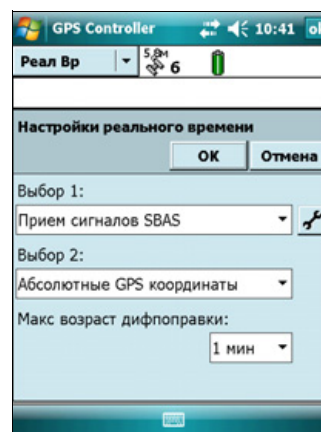 GPS Controller 10:41 ok
Реал Вр 5,8м 6
Настройки реального времени
OK Отмена
Выбор 1:
Прием сигналов SBAS
Выбор 2:
Абсолютные GPS координаты
Макс возраст дифпоправки:
1 мин